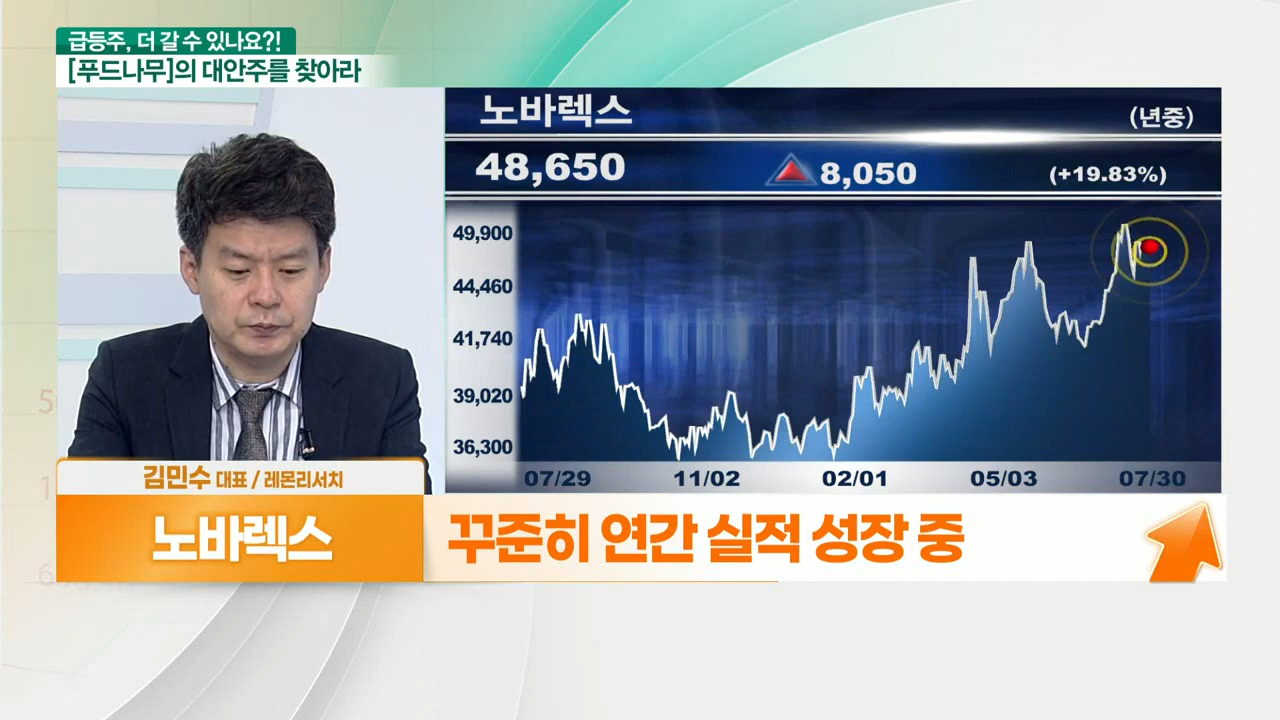 급등주, 더 갈 수 있나요?!
[푸드나무]의 대안주를 찾아라
노바렉스
(년중)
48,650
8,050
(+19.83%)
49,900
44,460
41,740
39,020
36,300
07/29
11/02
02/01
05/03
07/30
김민수 대표 / 레몬리서치
노바렉스
꾸준히 연간 실적 성장 중